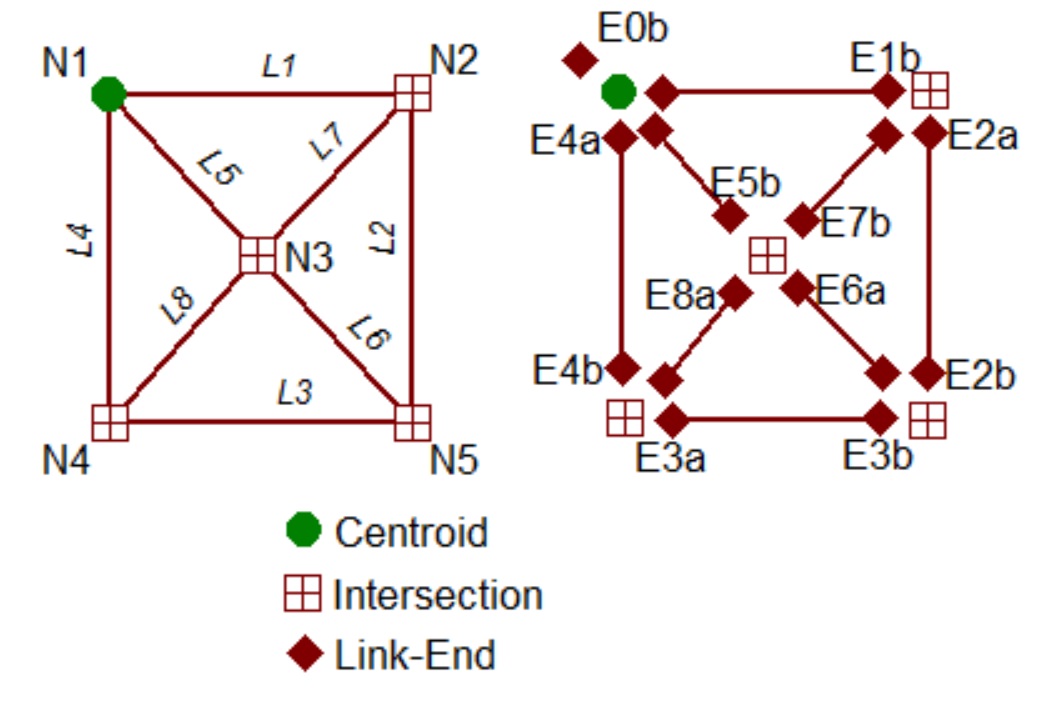 N1
L1
N2
L5
L7
L4
L2
N3
L8
L6
L3
N4
N5
E0b
E1b
E4a
E2a
E5b
E7b
E8a
E6a
E4b
E2b
E3a
E3b
Centroid
Intersection
Link-End